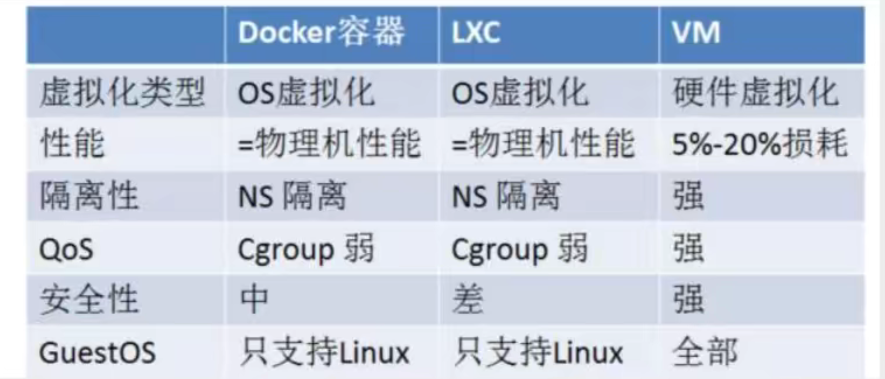 Docker容器 LXC VM
虚拟化类型 OS虚拟化 OS虚拟化 硬件虚拟化
性能 =物理机性能 =物理机性能 5%-20%损耗
隔离性 NS 隔离 NS 隔离 强
QoS Cgroup 弱 Cgroup 弱 强
安全性 中 差 强
GuestOS 只支持Linux 只支持Linux 全部